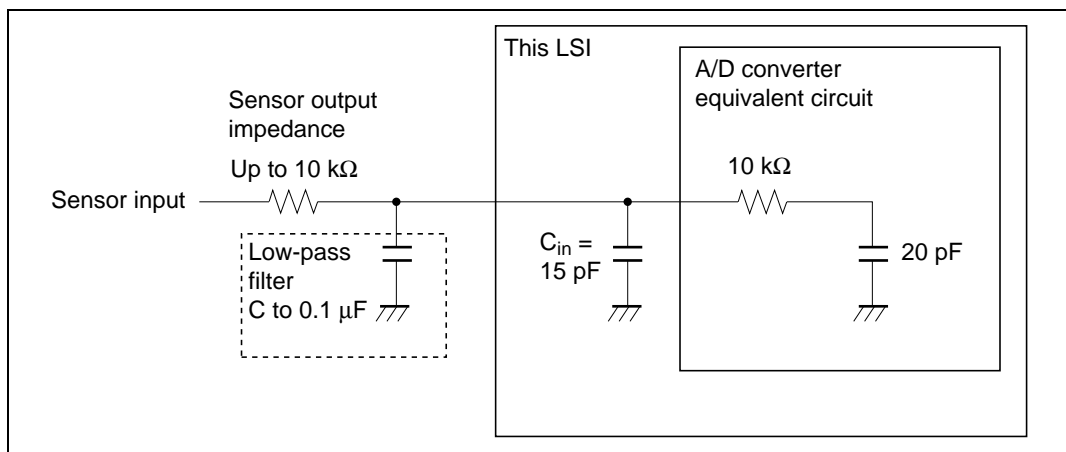 This LSI
A/D converter
equivalent circuit
Sensor output
impedance
Up to 10 kΩ
10 kΩ
Sensor input
Low-pass
filter
C to 0.1 μF
Cin =
15 pF
20 pF